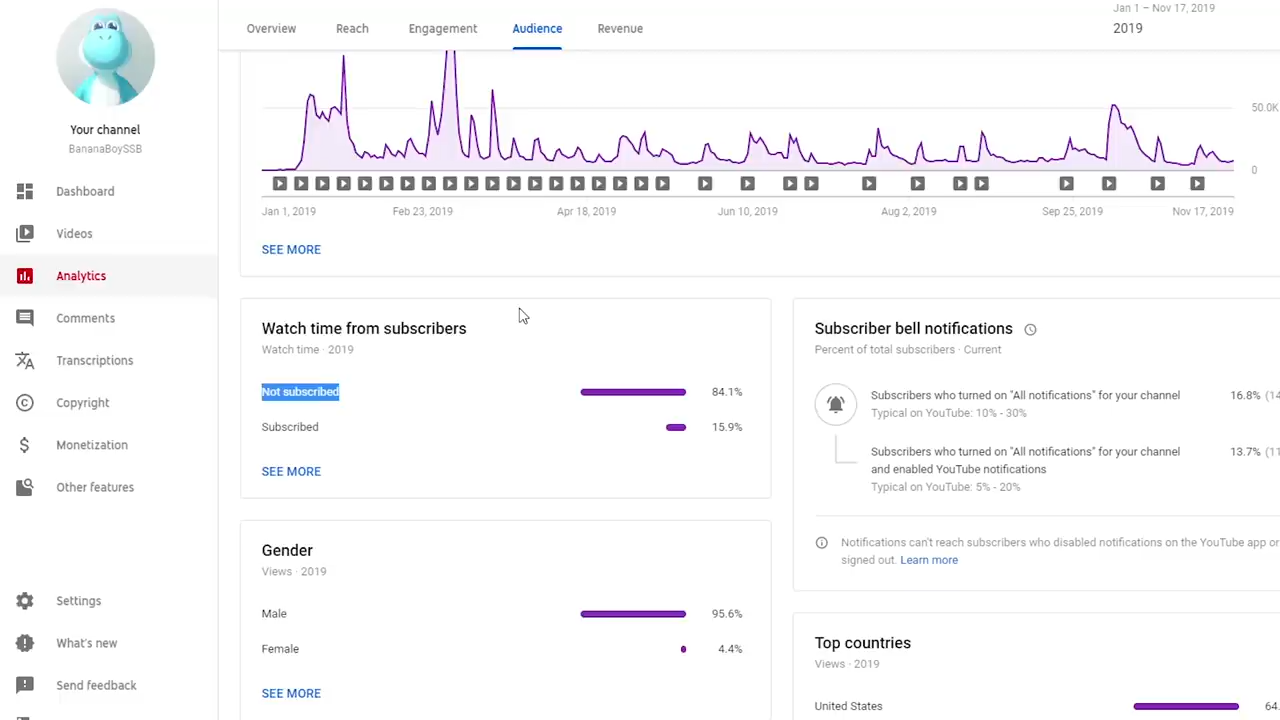 Jan 1 – Nov 17, 2019
Overview Reach Engagement Audience Revenue 2019
50.0K
0
Jan 1, 2019 Feb 23, 2019 Apr 18, 2019 Jun 10, 2019 Aug 2, 2019 Sep 25, 2019 Nov 17, 2019
SEE MORE
Your channel
BananaBoySSB
Dashboard
Videos
Analytics
Comments
Transcriptions
Copyright
Monetization
Other features
Settings
What's new
Send feedback
Watch time from subscribers
Watch time · 2019
Not subscribed 84.1%
Subscribed 15.9%
SEE MORE
Gender
Views · 2019
Male 95.6%
Female 4.4%
SEE MORE
Subscriber bell notifications
Percent of total subscribers · Current
Subscribers who turned on "All notifications" for your channel 16.8%
Typical on YouTube: 10% - 30%
Subscribers who turned on "All notifications" for your channel 13.7%
and enabled YouTube notifications
Typical on YouTube: 5% - 20%
Notifications can't reach subscribers who disabled notifications on the YouTube app or
signed out. Learn more
Top countries
Views · 2019
United States 64.